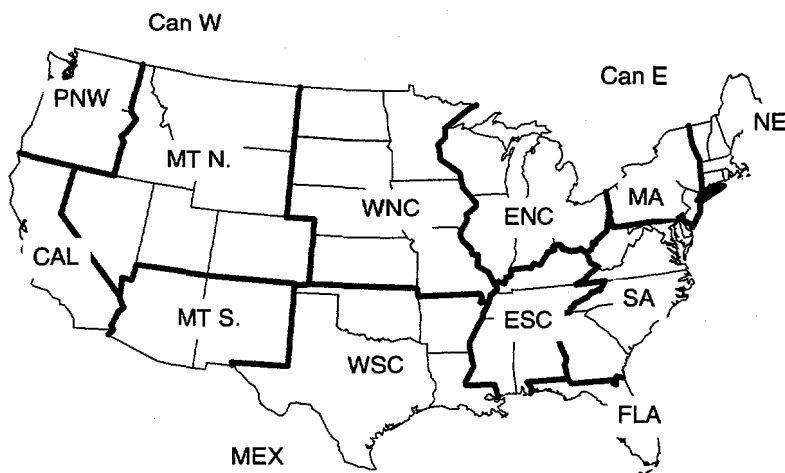 Can W
Can E
PNW
NE
MT N.
MA
WNC
ENC
CAL
SA
MT S.
ESC
WSC
FLA
MEX